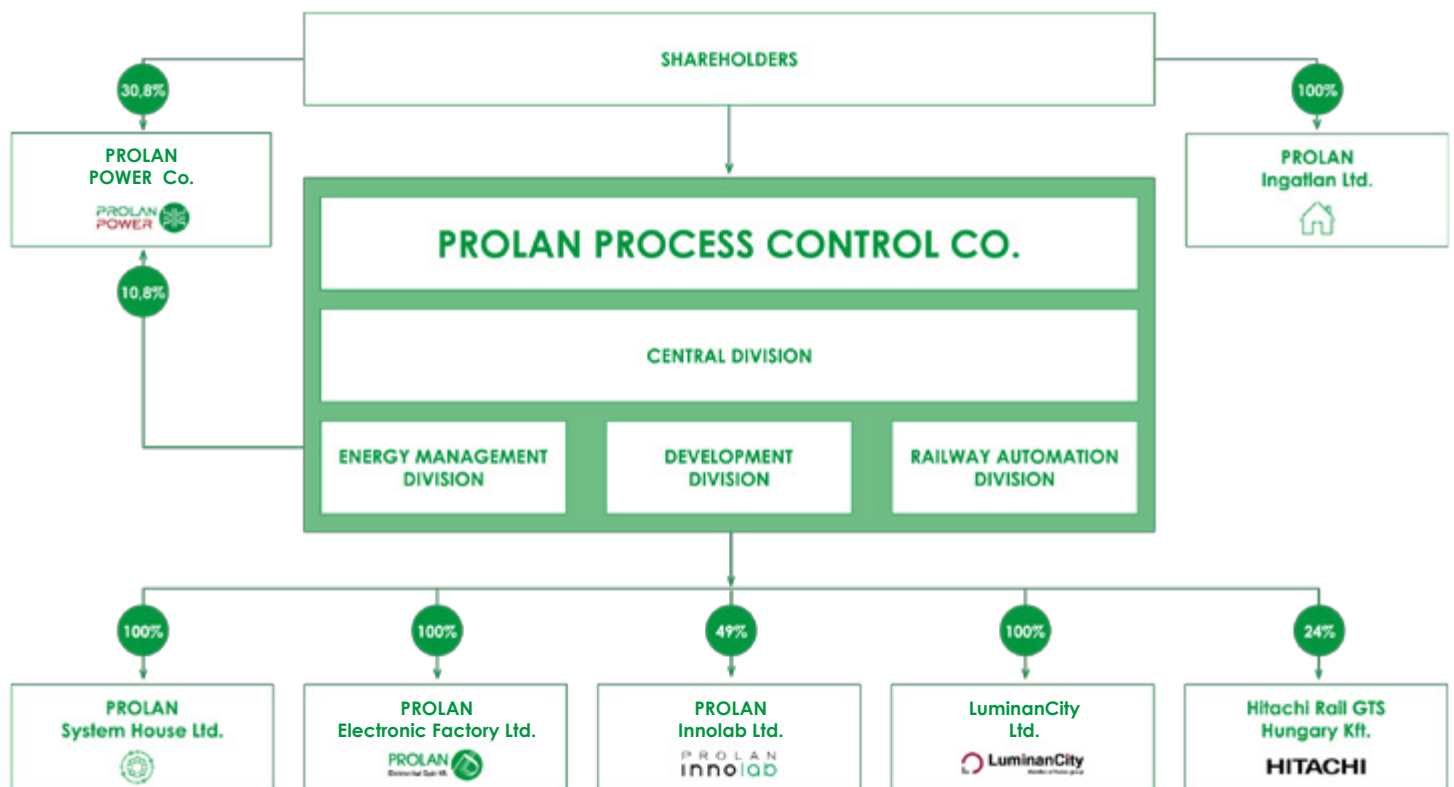 SHAREHOLDERS
30,8%
100%
PROLAN
POWER Co.
PROLAN
POWER
PROLAN
Ingatlan Ltd.
PROLAN PROCESS CONTROL CO.
10,8%
CENTRAL DIVISION
ENERGY MANAGEMENT
DIVISION
DEVELOPMENT
DIVISION
RAILWAY AUTOMATION
DIVISION
100%
100%
49%
100%
24%
PROLAN
System House Ltd.
PROLAN
Electronic Factory Ltd.
PROLAN
PROLAN
Innolab Ltd.
PROLAN
innolab
LuminanCity
Ltd.
LuminanCity
Hitachi Rail GTS
Hungary Kft.
HITACHI